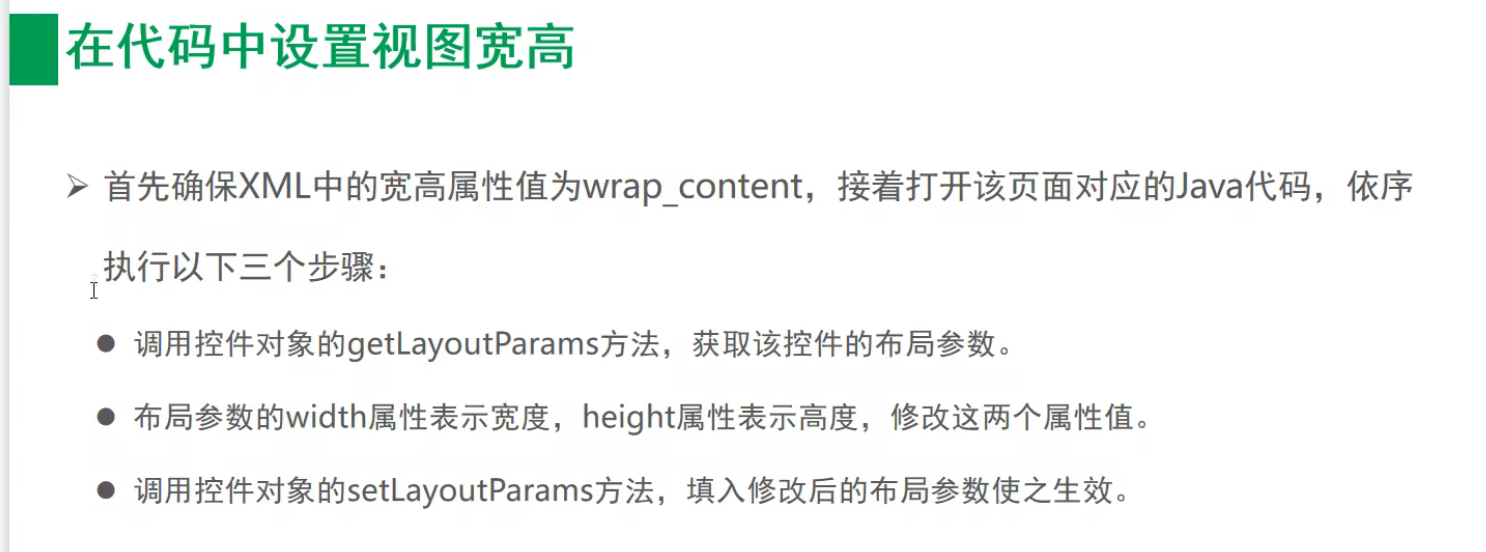 在代码中设置视图宽高
➢ 首先确保XML中的宽高属性值为wrap_content，接着打开该页面对应的Java代码，依序
执行以下三个步骤：
● 调用控件对象的getLayoutParams方法，获取该控件的布局参数。
● 布局参数的width属性表示宽度，height属性表示高度，修改这两个属性值。
● 调用控件对象的setLayoutParams方法，填入修改后的布局参数使之生效。